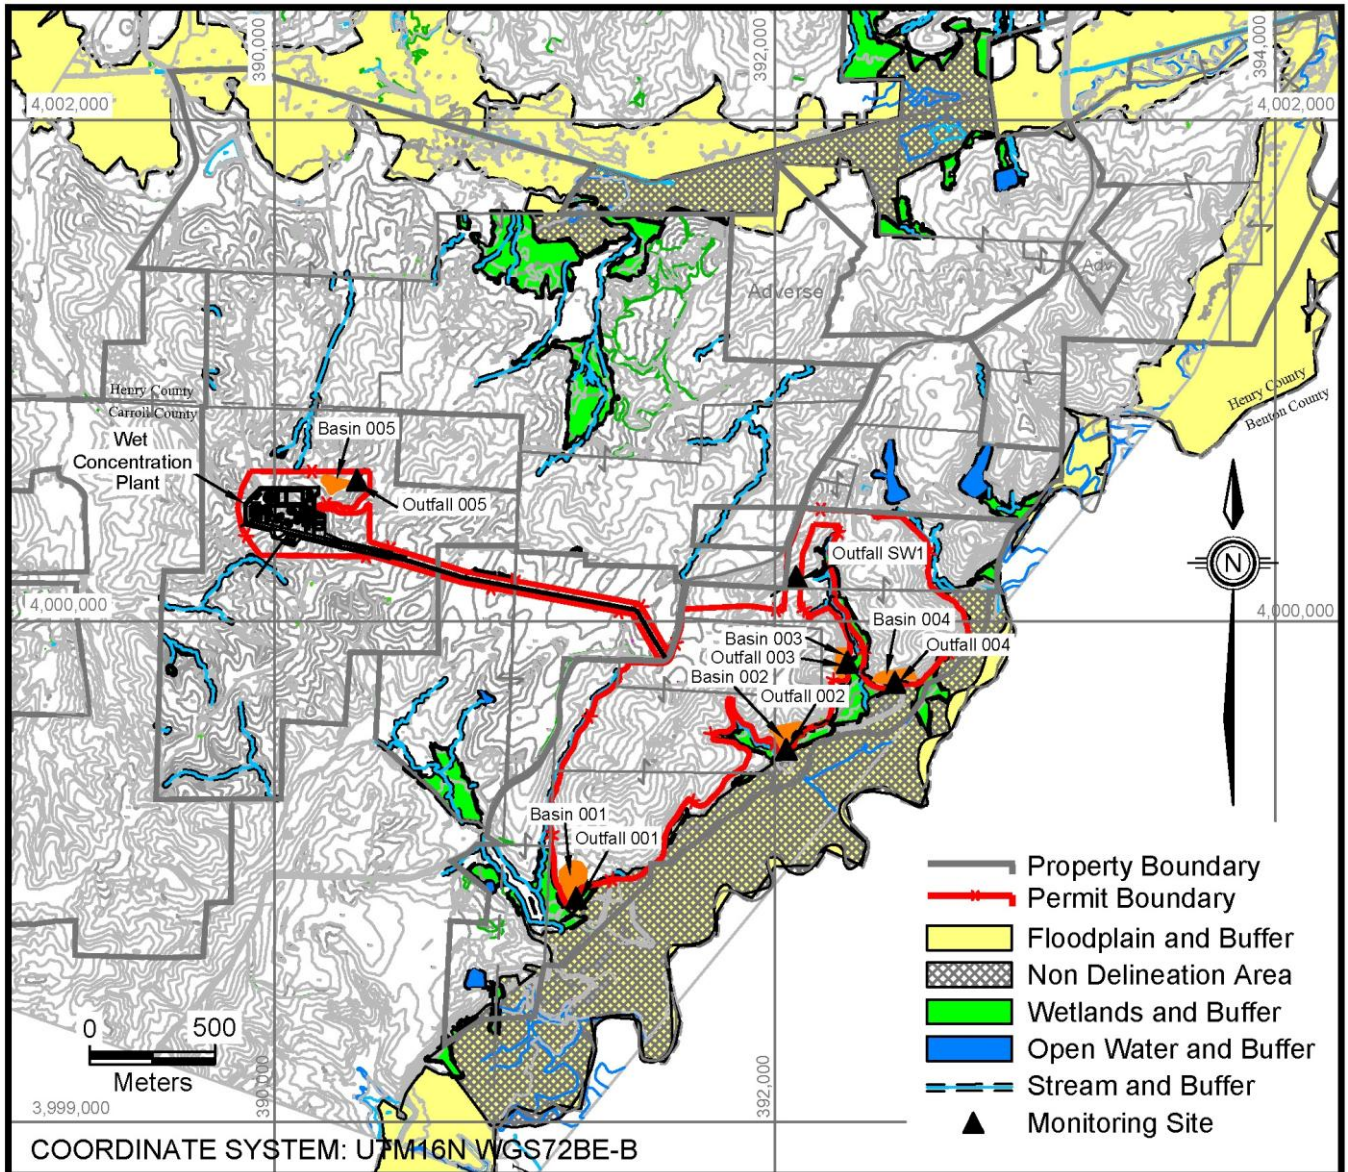 390,000
392,000
394,000
4,002,000
4,002,000
Adverse
Adv
Henry County
Carroll County
Henry County
Benton County
Wet
Concentration
Plant
Basin 005
Outfall 005
Outfall SW1
4,000,000
4,000,000
Basin 004
Basin 003
Outfall 004
Outfall 003
Basin 002
Outfall 002
Basin 001
Outfall 001
Property Boundary
Permit Boundary
Floodplain and Buffer
Non Delineation Area
Wetlands and Buffer
Open Water and Buffer
Stream and Buffer
Monitoring Site
N
0 500
Meters
390,000
392,000
3,999,000
COORDINATE SYSTEM: UTM16N WGS72BE-B